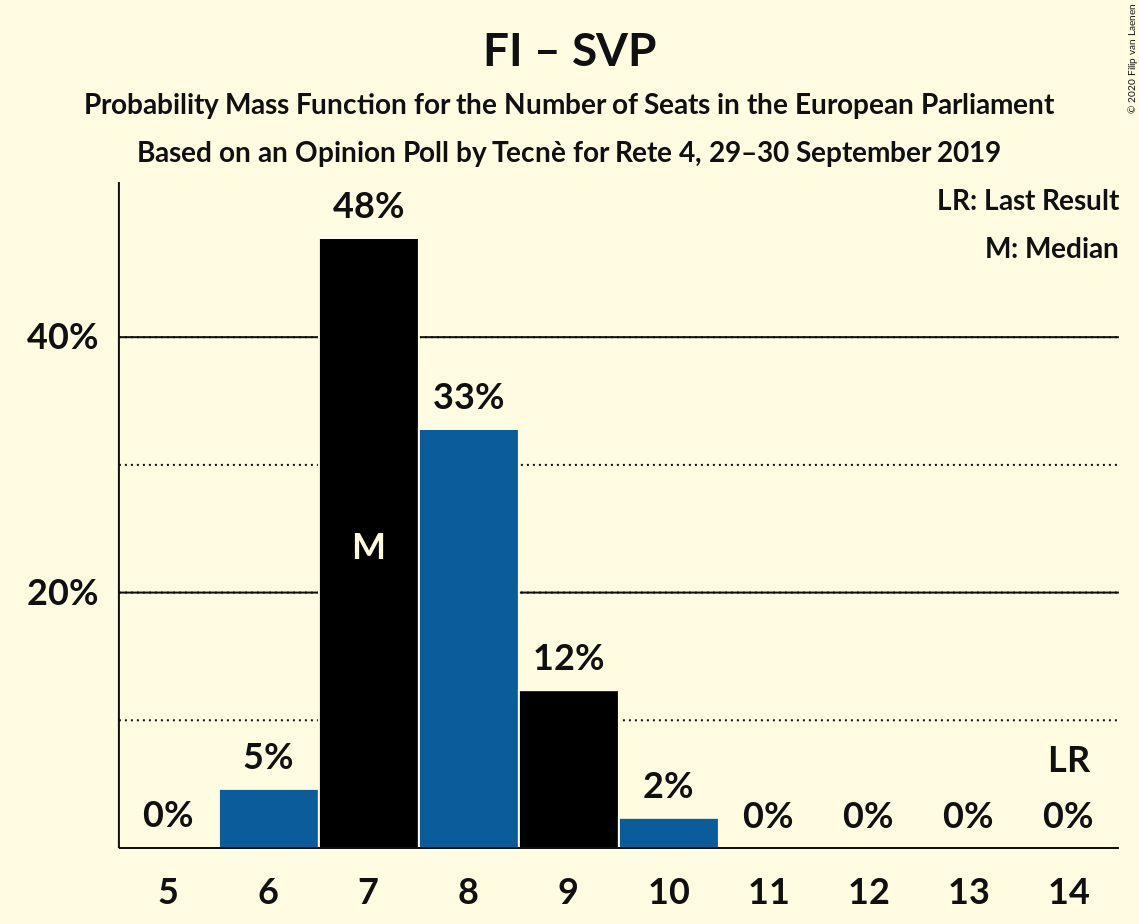 FI – SVP
Probability Mass Function for the Number of Seats in the European Parliament
Based on an Opinion Poll by Tecnè for Rete 4, 29–30 September 2019
© 2020 Filip van Laenen
LR: Last Result
M: Median
40%
20%
0%
5%
48%
M
33%
12%
2%
0%
0%
0%
LR
0%
5 6 7 8 9 10 11 12 13 14